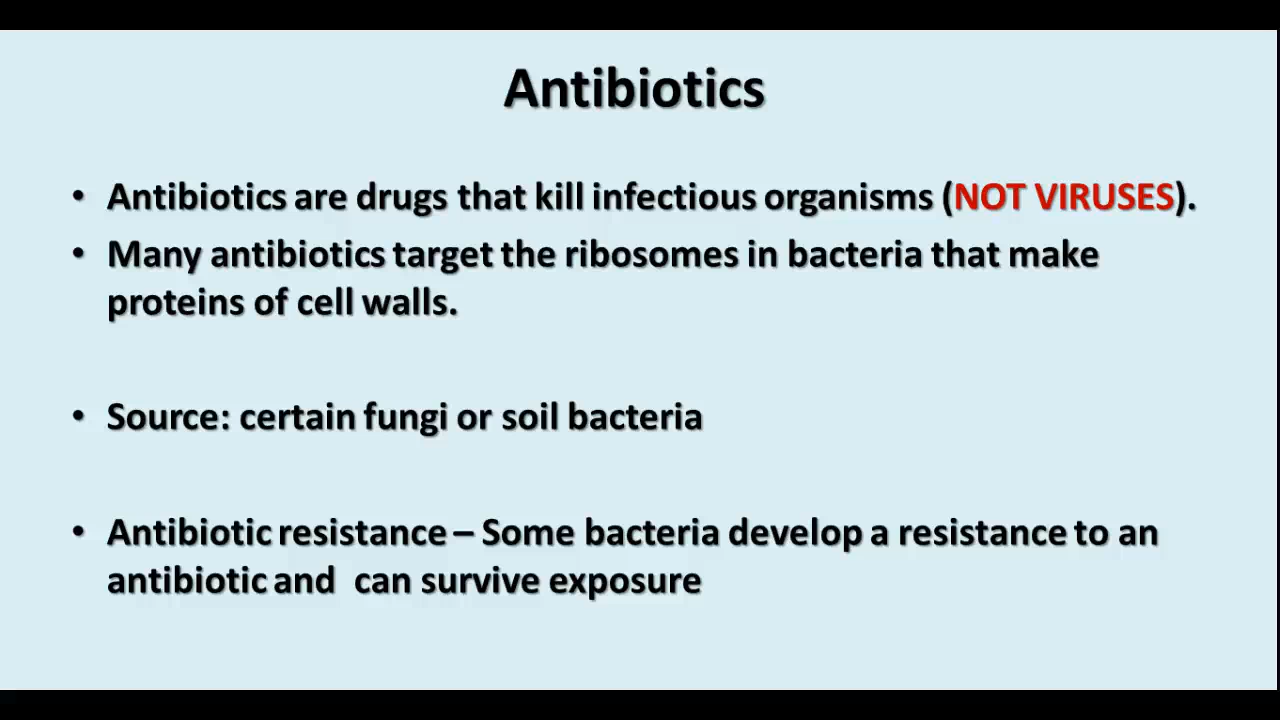 Antibiotics
• Antibiotics are drugs that kill infectious organisms (NOT VIRUSES).
• Many antibiotics target the ribosomes in bacteria that make
proteins of cell walls.
• Source: certain fungi or soil bacteria
• Antibiotic resistance – Some bacteria develop a resistance to an
antibiotic and  can survive exposure